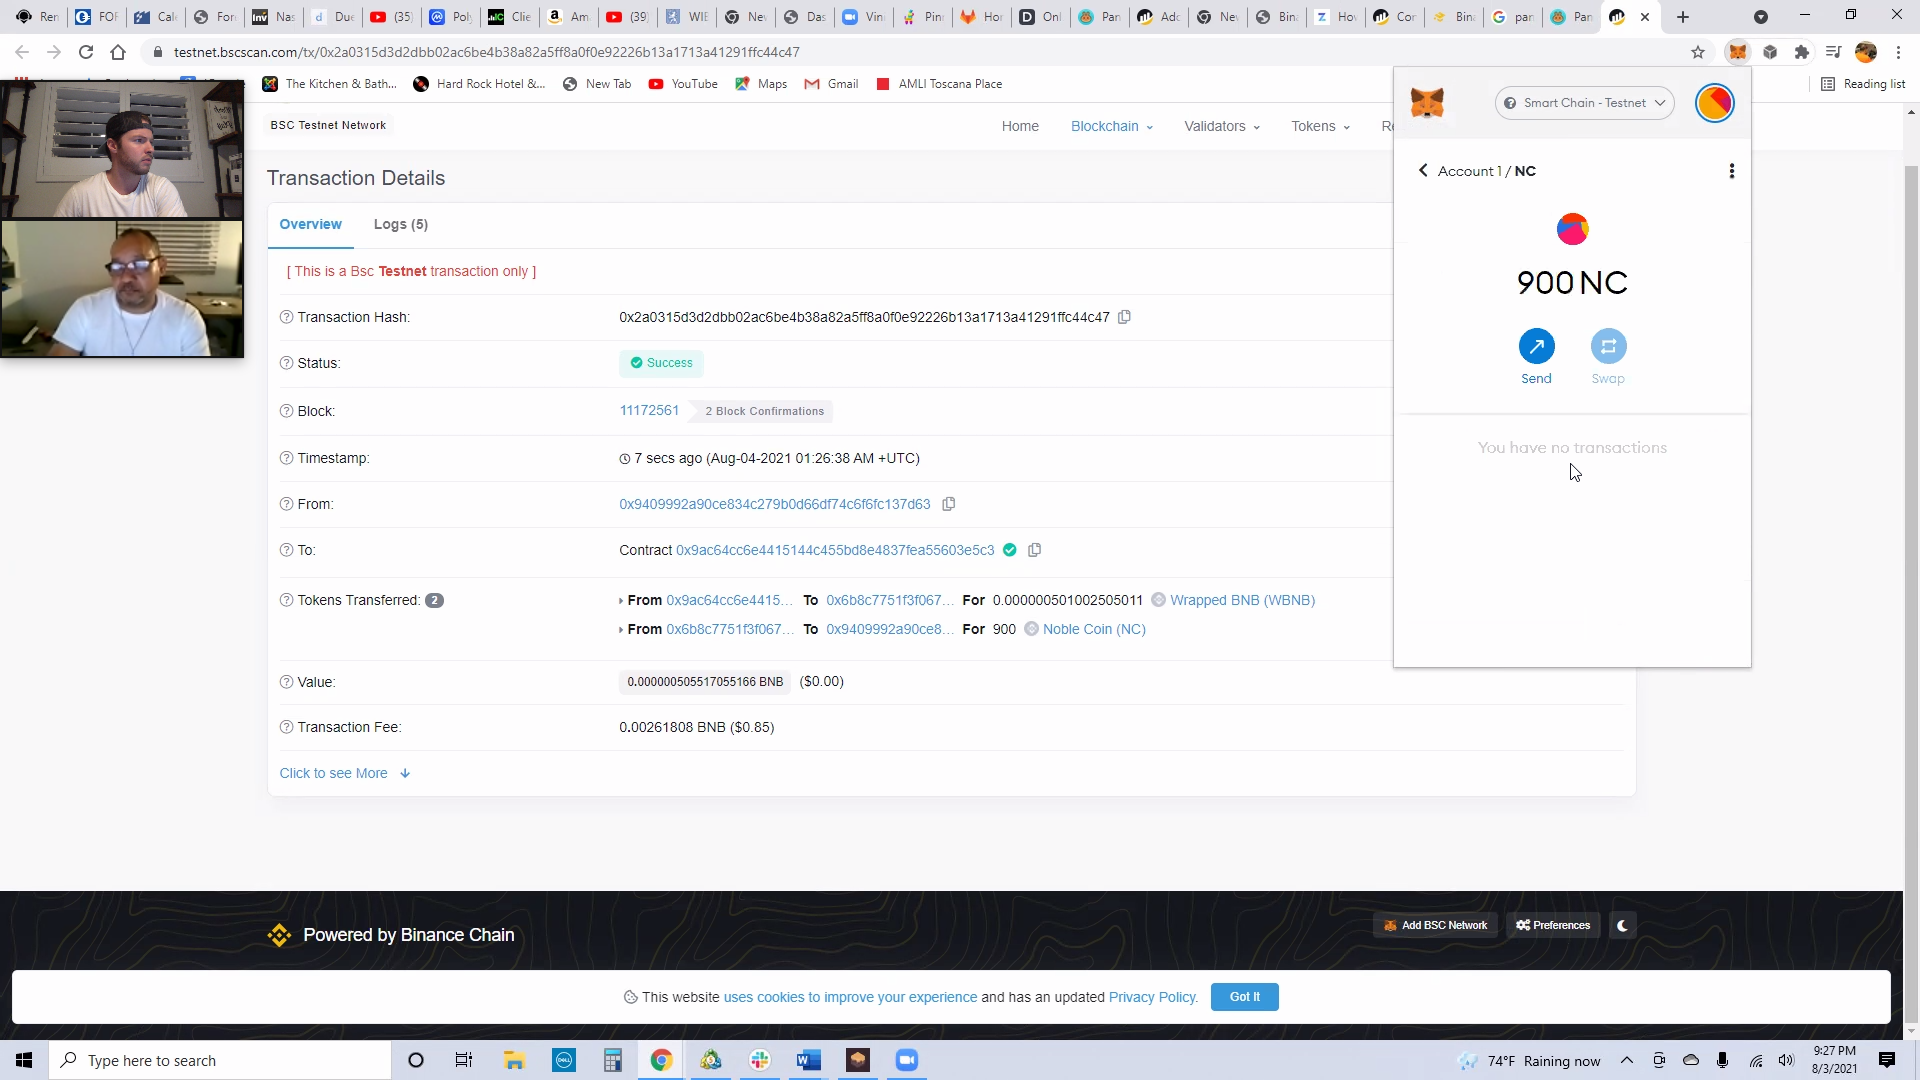 Ren
FOF
Cale
For
Nas
Due
(35)
Poly
Clie
Am
(39)
WIE
Nev
Das
Vin
Pinr
Hor
Onl
Pan
Adc
Nev
Bin
Hov
Cor
Bina
pan
Pan
testnet.bscscan.com/tx/0x2a0315d3d2dbb02ac6be4b38a82a5ff8a0f0e92226b13a1713a41291ffc44c47
The Kitchen & Bath...
Hard Rock Hotel &...
New Tab
YouTube
Maps
Gmail
AMLI Toscana Place
Reading list
BSC Testnet Network
Home
Blockchain
Validators
Tokens
Re
Transaction Details
Overview
Logs (5)
[ This is a Bsc Testnet transaction only ]
Transaction Hash:
0x2a0315d3d2dbb02ac6be4b38a82a5ff8a0f0e92226b13a1713a41291ffc44c47
Status:
Success
Block:
11172561
2 Block Confirmations
Timestamp:
7 secs ago (Aug-04-2021 01:26:38 AM +UTC)
From:
0x9409992a90ce834c279b0d66df74c6f6fc137d63
To:
Contract 0x9ac64cc6e4415144c455bd8e4837fea55603e5c3
Tokens Transferred: 2
From 0x9ac64cc6e4415... To 0x6b8c7751f3f067... For 0.000000501002505011 Wrapped BNB (WBNB)
From 0x6b8c7751f3f067... To 0x9409992a90ce8... For 900 Noble Coin (NC)
Value:
0.000000505517055166 BNB ($0.00)
Transaction Fee:
0.00261808 BNB ($0.85)
Click to see More
Smart Chain - Testnet
Account 1 / NC
900 NC
Send
Swap
You have no transactions
Powered by Binance Chain
Add BSC Network
Preferences
This website uses cookies to improve your experience and has an updated Privacy Policy.
Got It
Type here to search
DELL
74°F Raining now
9:27 PM
8/3/2021